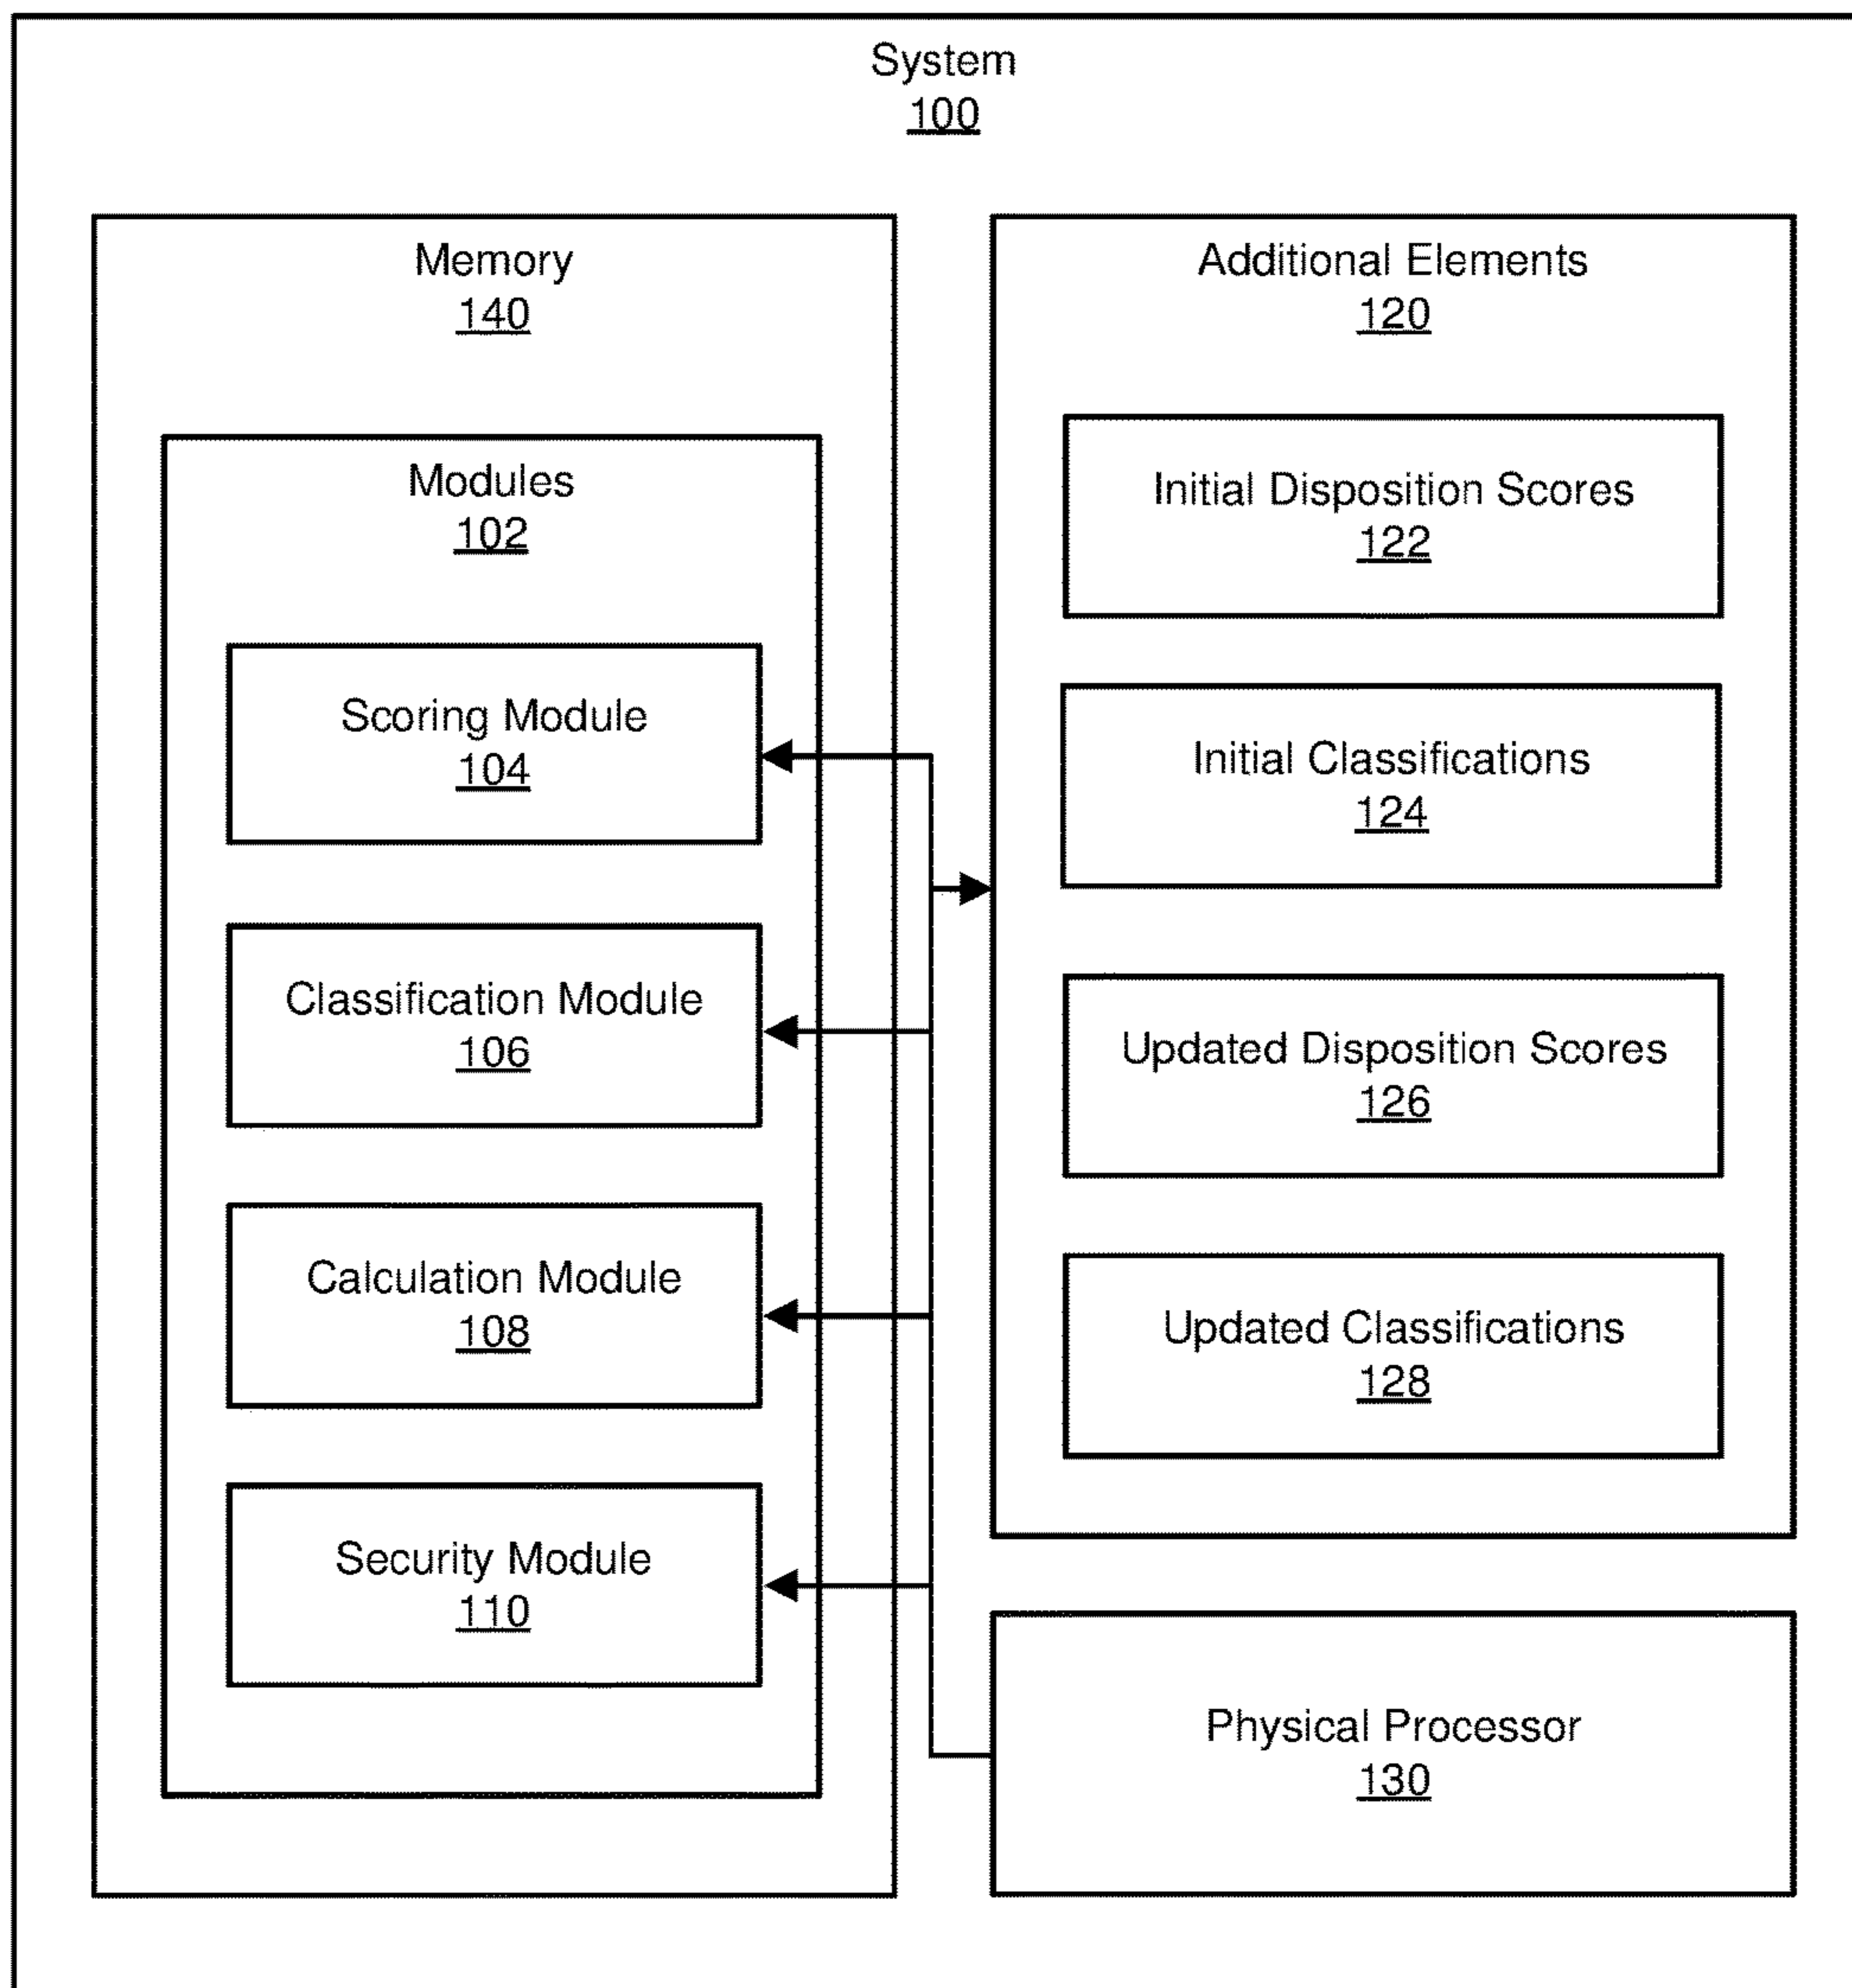 System
100
Memory
140
Modules
102
Scoring Module
104
Classification Module
106
Calculation Module
108
Security Module
110
Additional Elements
120
Initial Disposition Scores
122
Initial Classifications
124
Updated Disposition Scores
126
Updated Classifications
128
Physical Processor
130